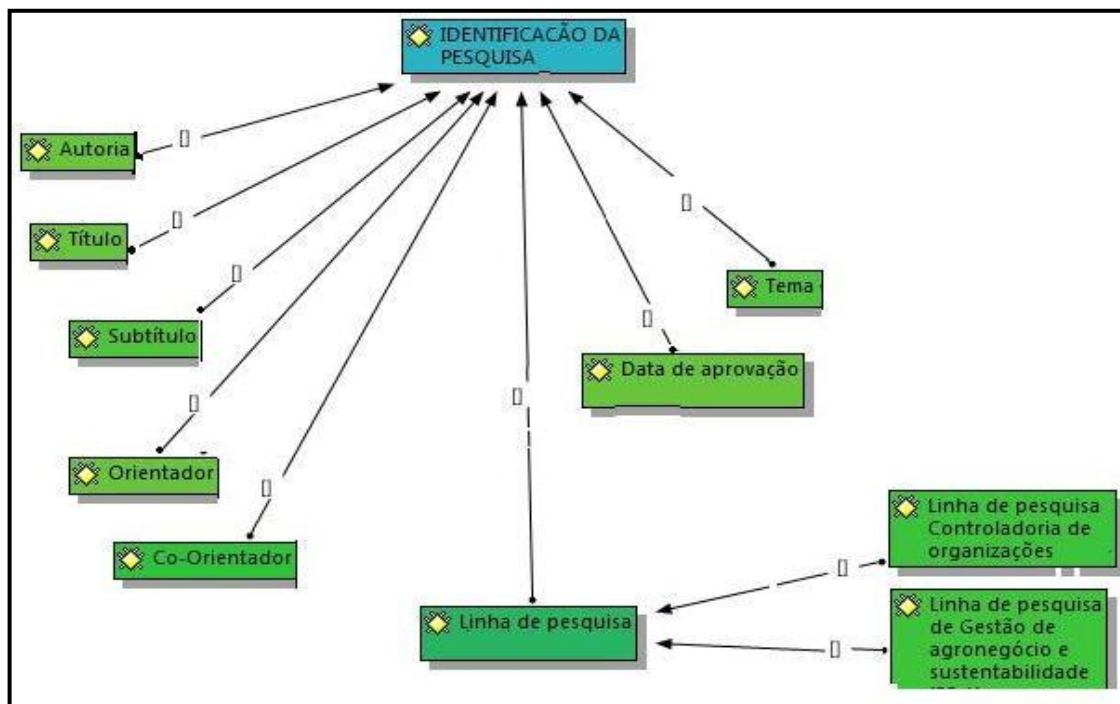 IDENTIFICACÃO DA
PESQUISA
[]
Autoria
[]
Título
[]
[]
Tema
Subtítulo
[]
Data de aprovação
[]
[]
Orientador
[]
Co-Orientador
Linha de pesquisa
Controladoria de
organizações
[]
Linha de pesquisa
[]
Linha de pesquisa
de Gestão de
agronegócio e
sustentabilidade